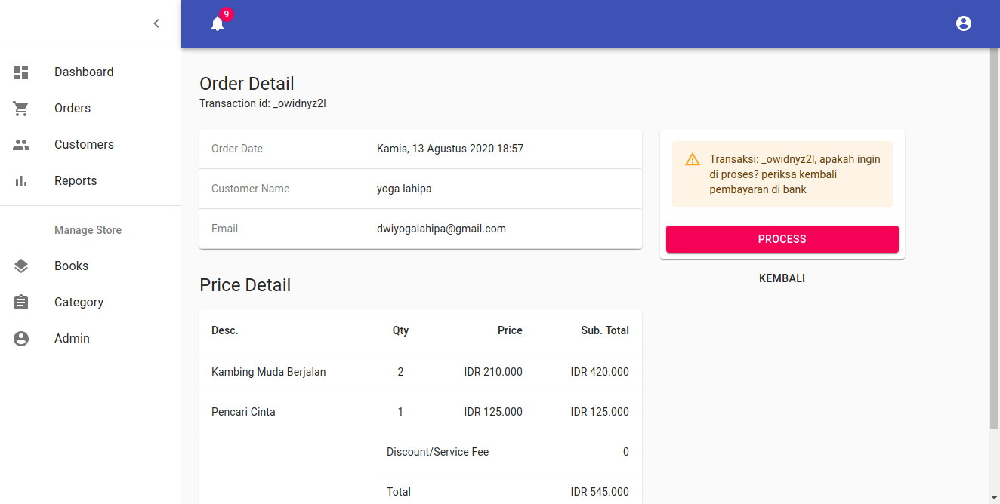 9
Dashboard
Orders
Customers
Reports
Manage Store
Books
Category
Admin
Order Detail
Transaction id: _owidnyz2l
Order Date Kamis, 13-Agustus-2020 18:57
Customer Name yoga lahipa
Email dwiyogalahipa@gmail.com
Transaksi: _owidnyz2l, apakah ingin
di proses? periksa kembali
pembayaran di bank
PROCESS
KEMBALI
Price Detail
Desc. Qty Price Sub. Total
Kambing Muda Berjalan 2 IDR 210.000 IDR 420.000
Pencari Cinta 1 IDR 125.000 IDR 125.000
Discount/Service Fee 0
Total IDR 545.000